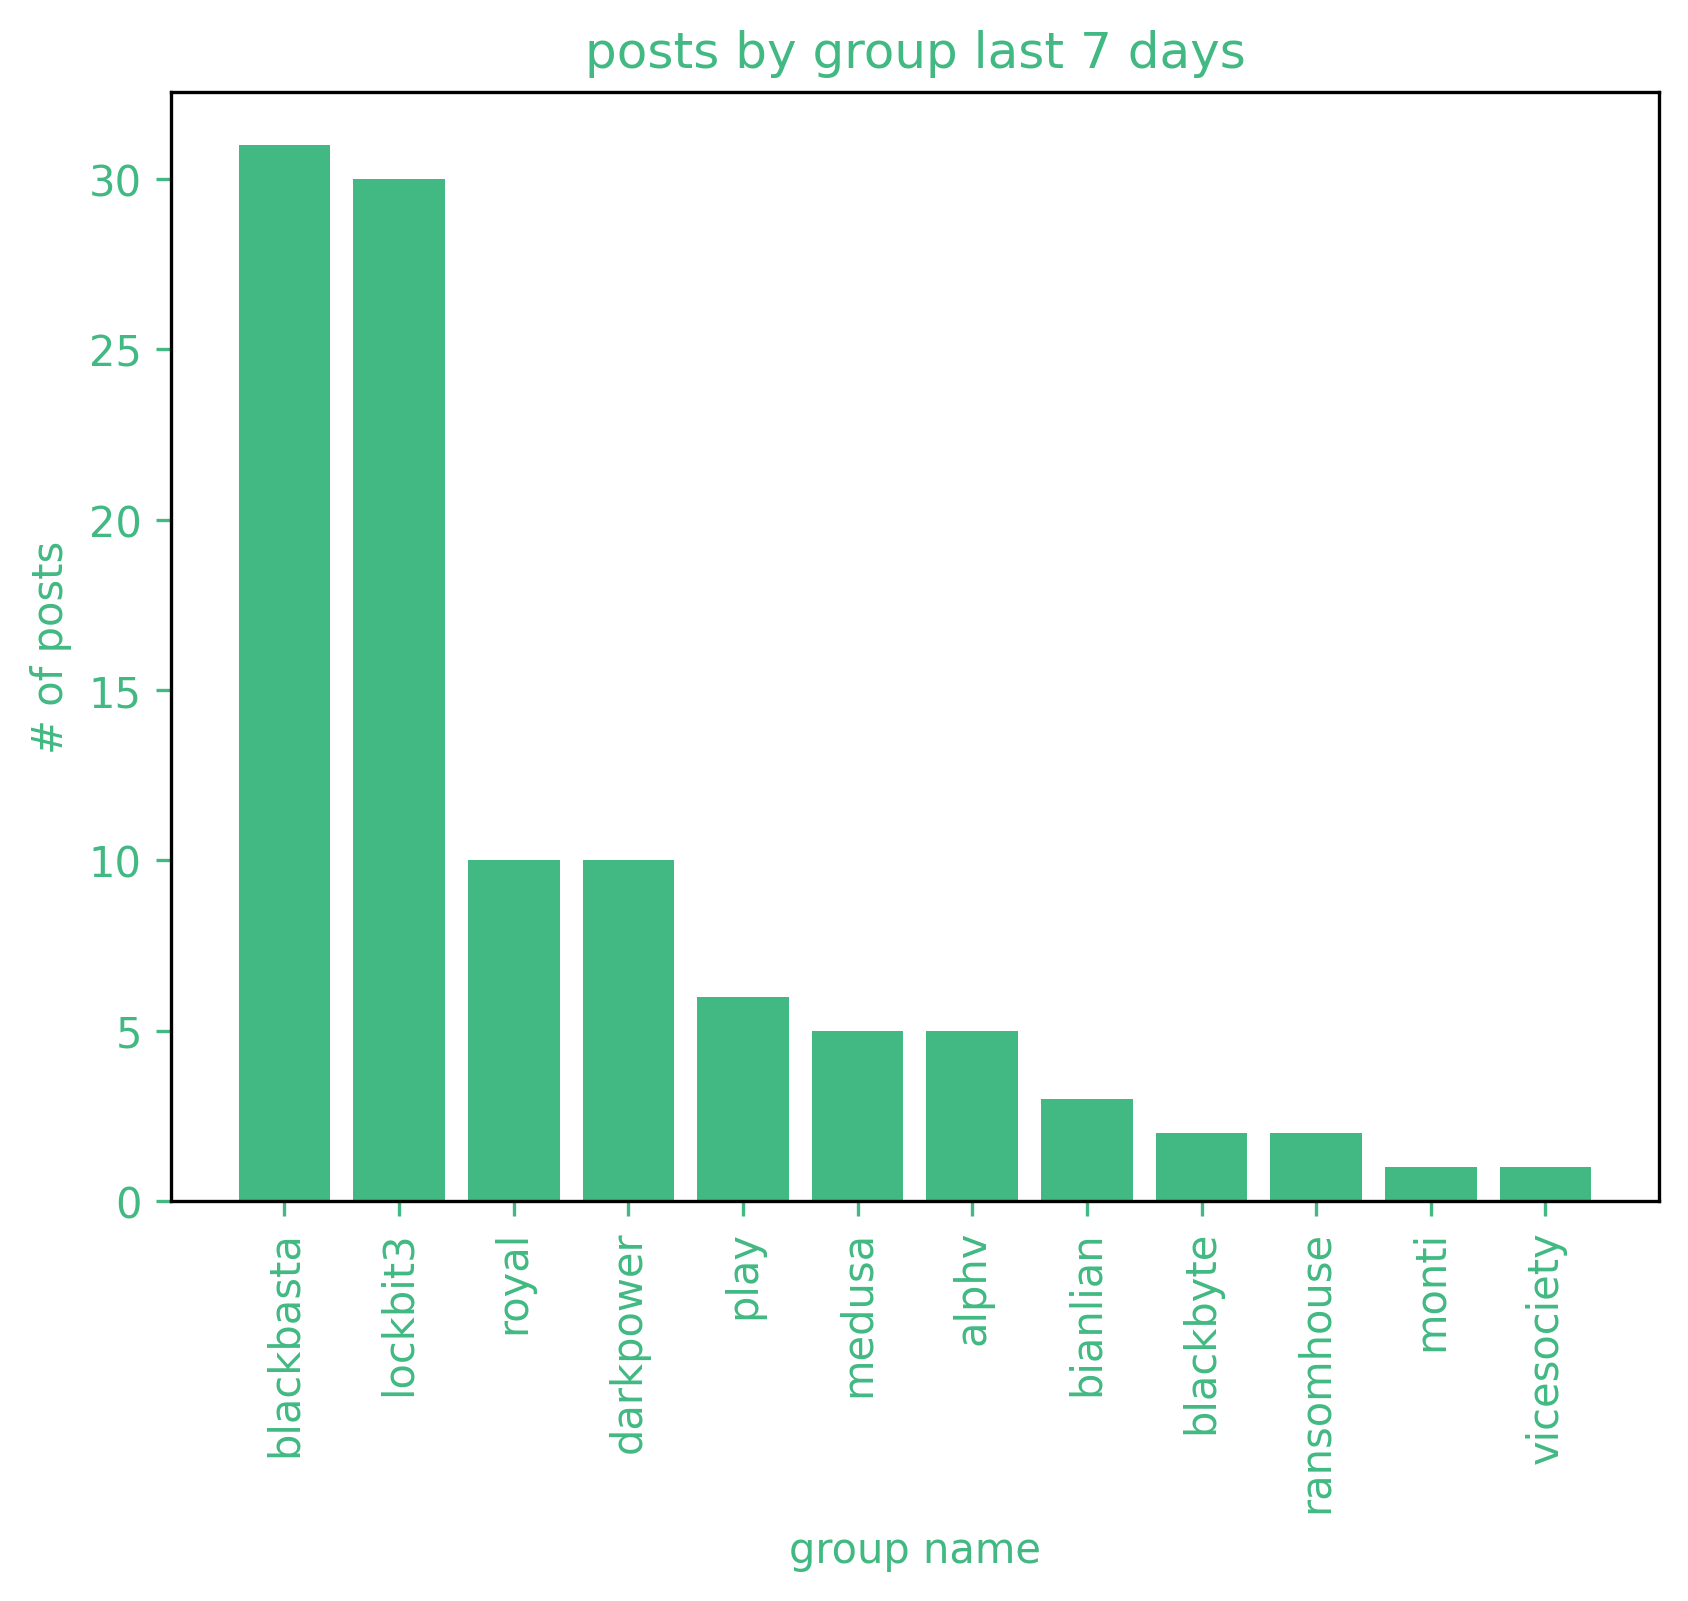 posts by group last 7 days
# of posts
30
25
20
15
10
5
0
blackbasta
lockbit3
royal
darkpower
play
medusa
alphv
bianlian
blackbyte
ransomhouse
monti
vicesociety
group name